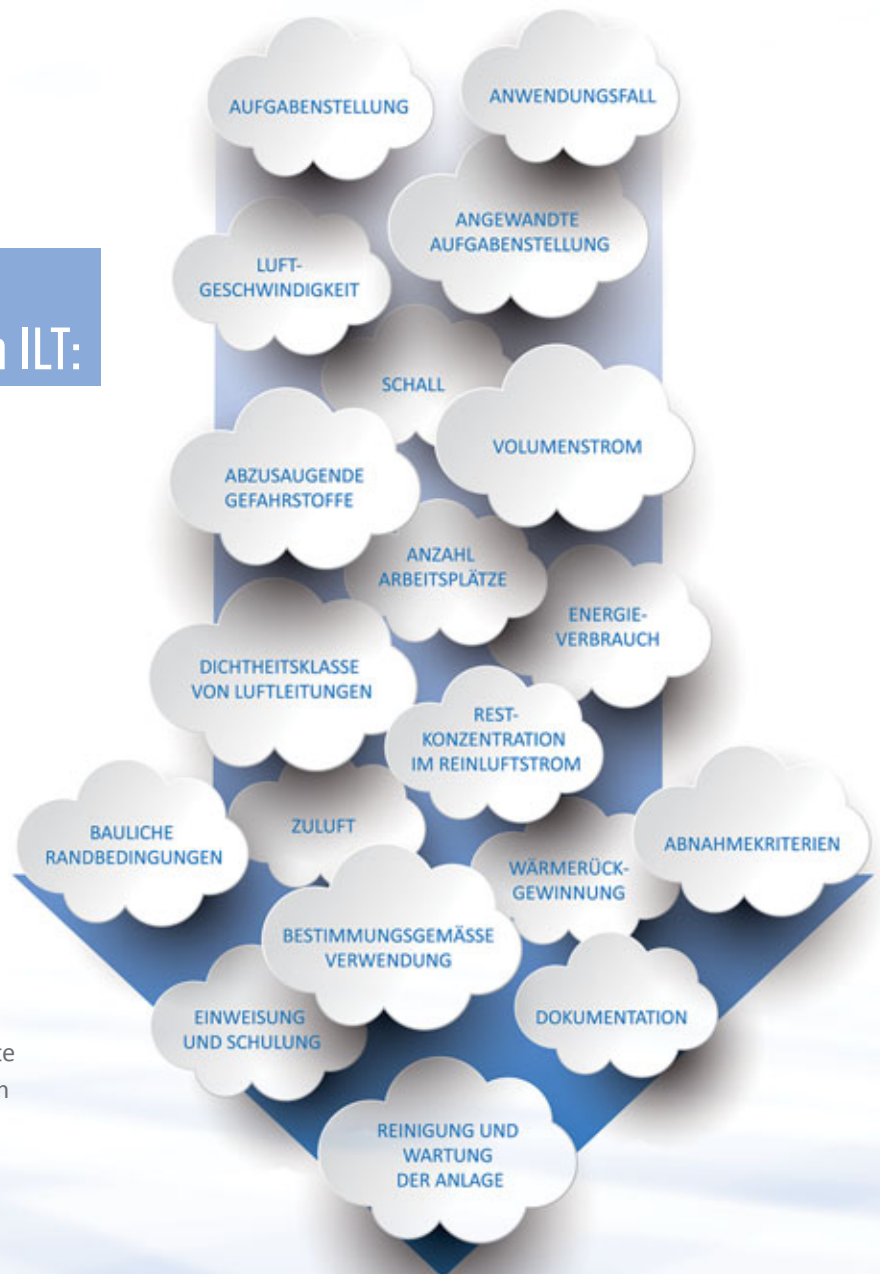 AUFGABENSTELLUNG
ANWENDUNGSFALL
ANGEWANDTE
AUFGABENSTELLUNG
LUFT-
GESCHWINDIGKEIT
ILT:
SCHALL
VOLUMENSTROM
ABZUSAUGENDE
GEFAHRSTOFFE
ANZAHL
ARBEITSPLÄTZE
ENERGIE-
VERBRAUCH
DICHTHEITSKLASSE
VON LUFTLEITUNGEN
REST-
KONZENTRATION
IM REINLUFTSTROM
BAULICHE
RANDBEDINGUNGEN
ZULUFT
WÄRMERÜCK-
GEWINNUNG
ABNAHMEKRITERIEN
BESTIMMUNGSGEMÄSSE
VERWENDUNG
EINWEISUNG
UND SCHULUNG
DOKUMENTATION
REINIGUNG UND
WARTUNG
DER ANLAGE